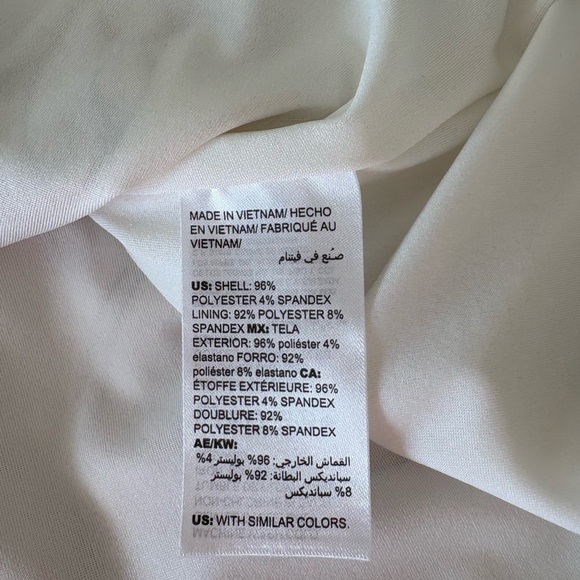 MADE IN VIETNAM/ HECHO
EN VIETNAM/ FABRIQUÉ AU
VIETNAM/
صُنع في فيتنام
US: SHELL: 96%
POLYESTER 4% SPANDEX
LINING: 92% POLYESTER 8%
SPANDEX MX: TELA
EXTERIOR: 96% poliéster 4%
elastano FORRO: 92%
poliéster 8% elastano CA:
ÉTOFFE EXTÉRIEURE: 96%
POLYESTER 4% SPANDEX
DOUBLURE: 92%
POLYESTER 8% SPANDEX
AE/KW:
القماش الخارجي: 96% بوليستر 4%
سبانديكس البطانة: 92% بوليستر
8% سبانديكس
US: WITH SIMILAR COLORS.